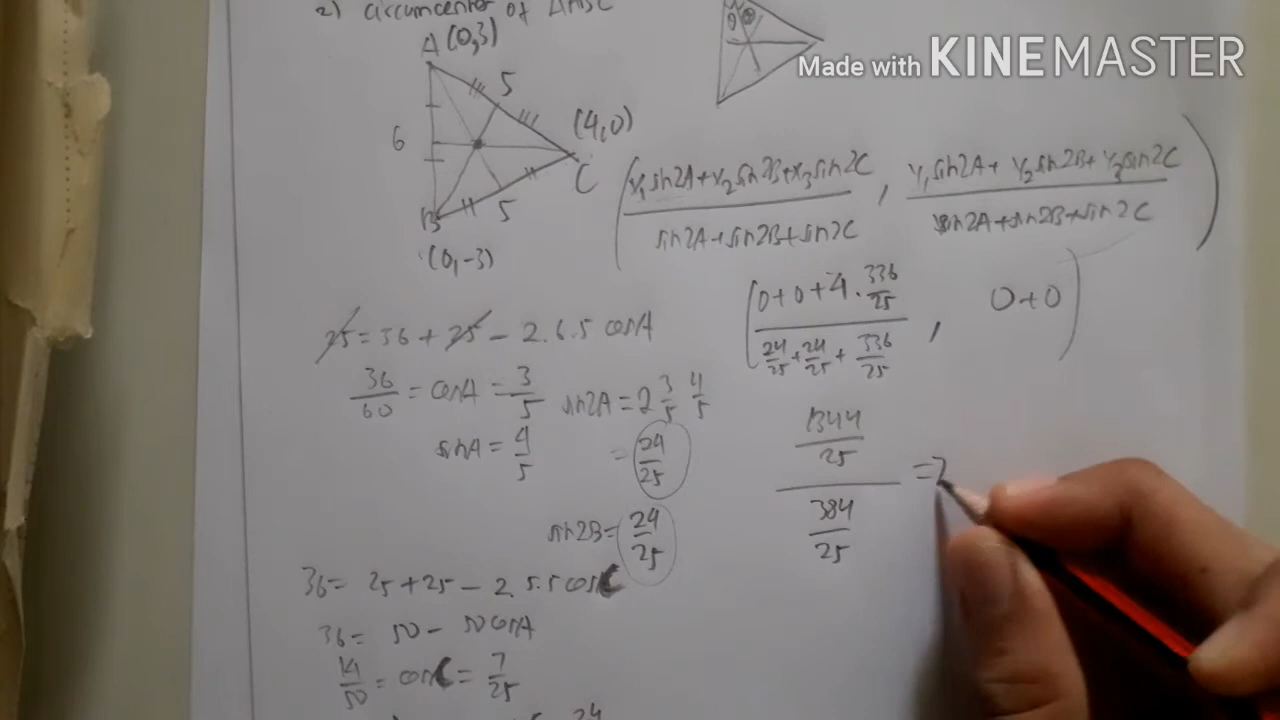 2) circumcenter of ΔABC
A (0,3)
θ θ
Made with KINEMASTER
5
6
(4,0)
C
B
5
(0,-3)
( x₁sin2A+x₂sin2B+x₃sin2C / sin2A+sin2B+sin2C , y₁sin2A+y₂sin2B+y₃sin2C / sin2A+sin2B+sin2C )
( 0+0+4.336/25 / 24/25+24/25+336/25 , 0+0 )
25=36+25-2.6.5 cosA
36/60 = cosA = 3/5 sin2A = 2 3/5 4/5
sinA = 4/5 = 24/25
1344/25 / 384/25 =
sin2B = 24/25
36= 25+25-2.5.5 cosC
36= 50- 50cosA
14/50 = cosC = 7/25
24